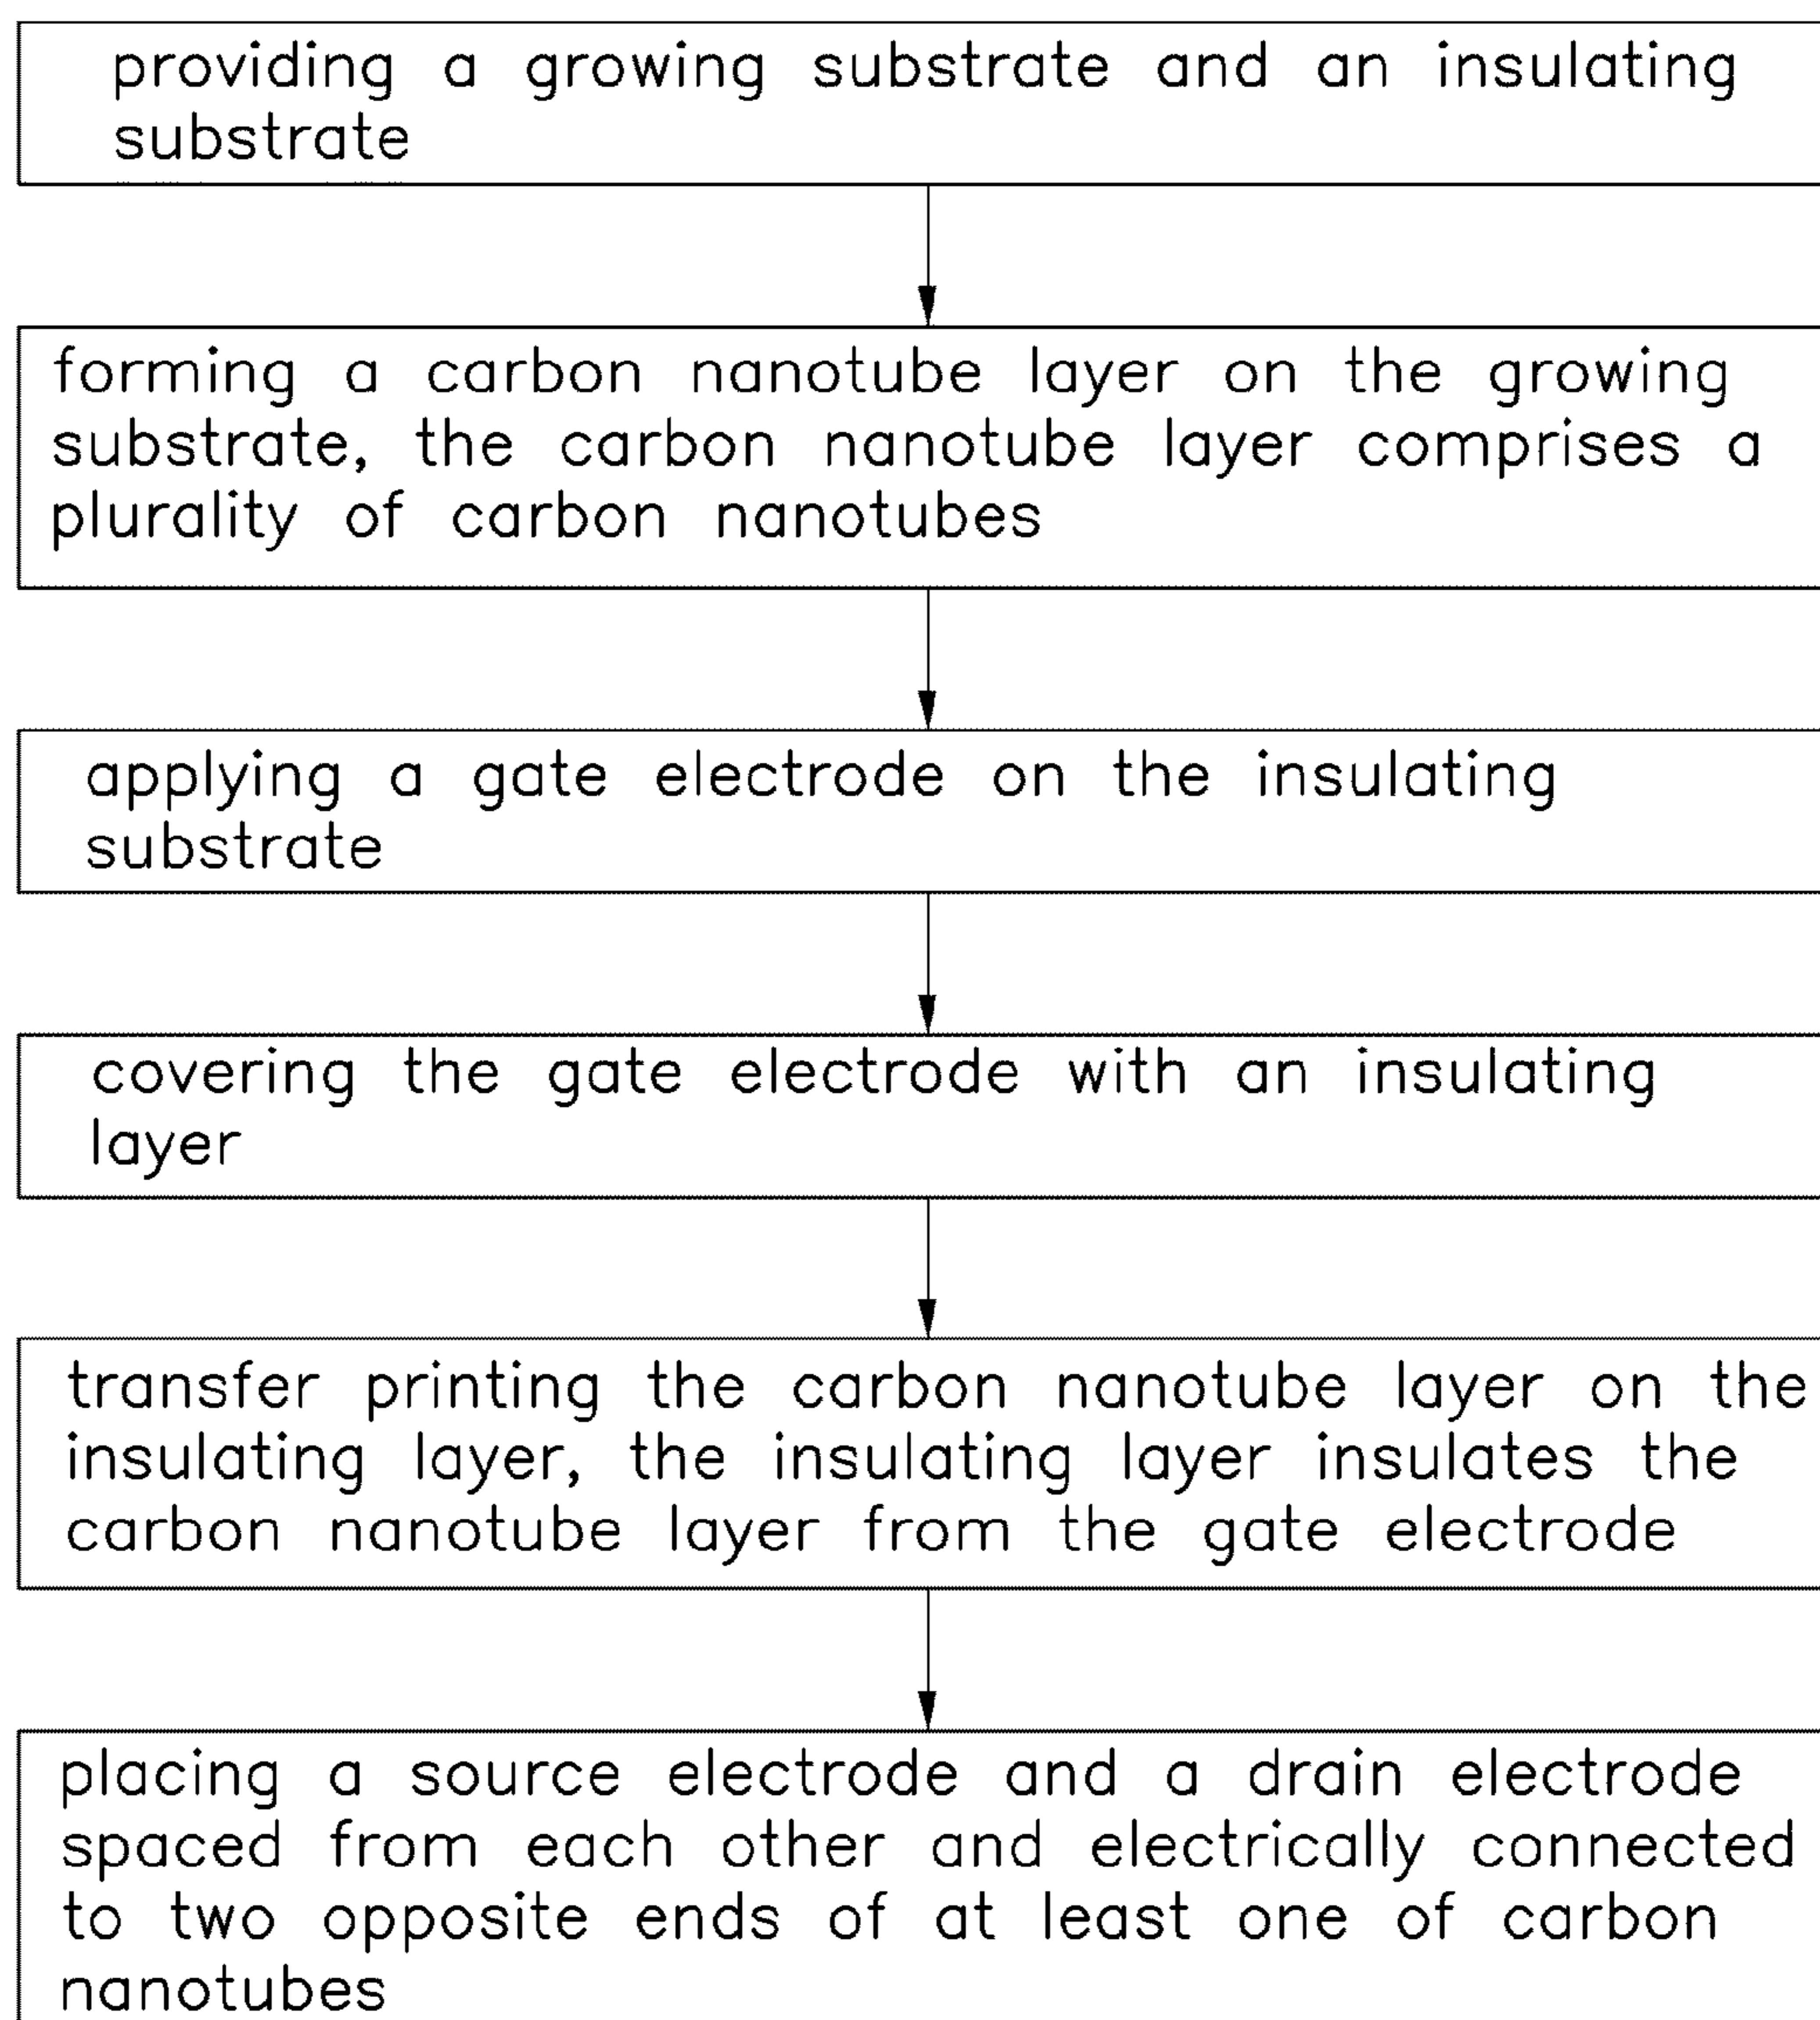 providing a growing substrate and an insulating
substrate
forming a carbon nanotube layer on the growing
substrate, the carbon nanotube layer comprises a
plurality of carbon nanotubes
applying a gate electrode on the insulating
substrate
covering the gate electrode with an insulating
layer
transfer printing the carbon nanotube layer on the
insulating layer, the insulating layer insulates the
carbon nanotube layer from the gate electrode
placing a source electrode and a drain electrode
spaced from each other and electrically connected
to two opposite ends of at least one of carbon
nanotubes